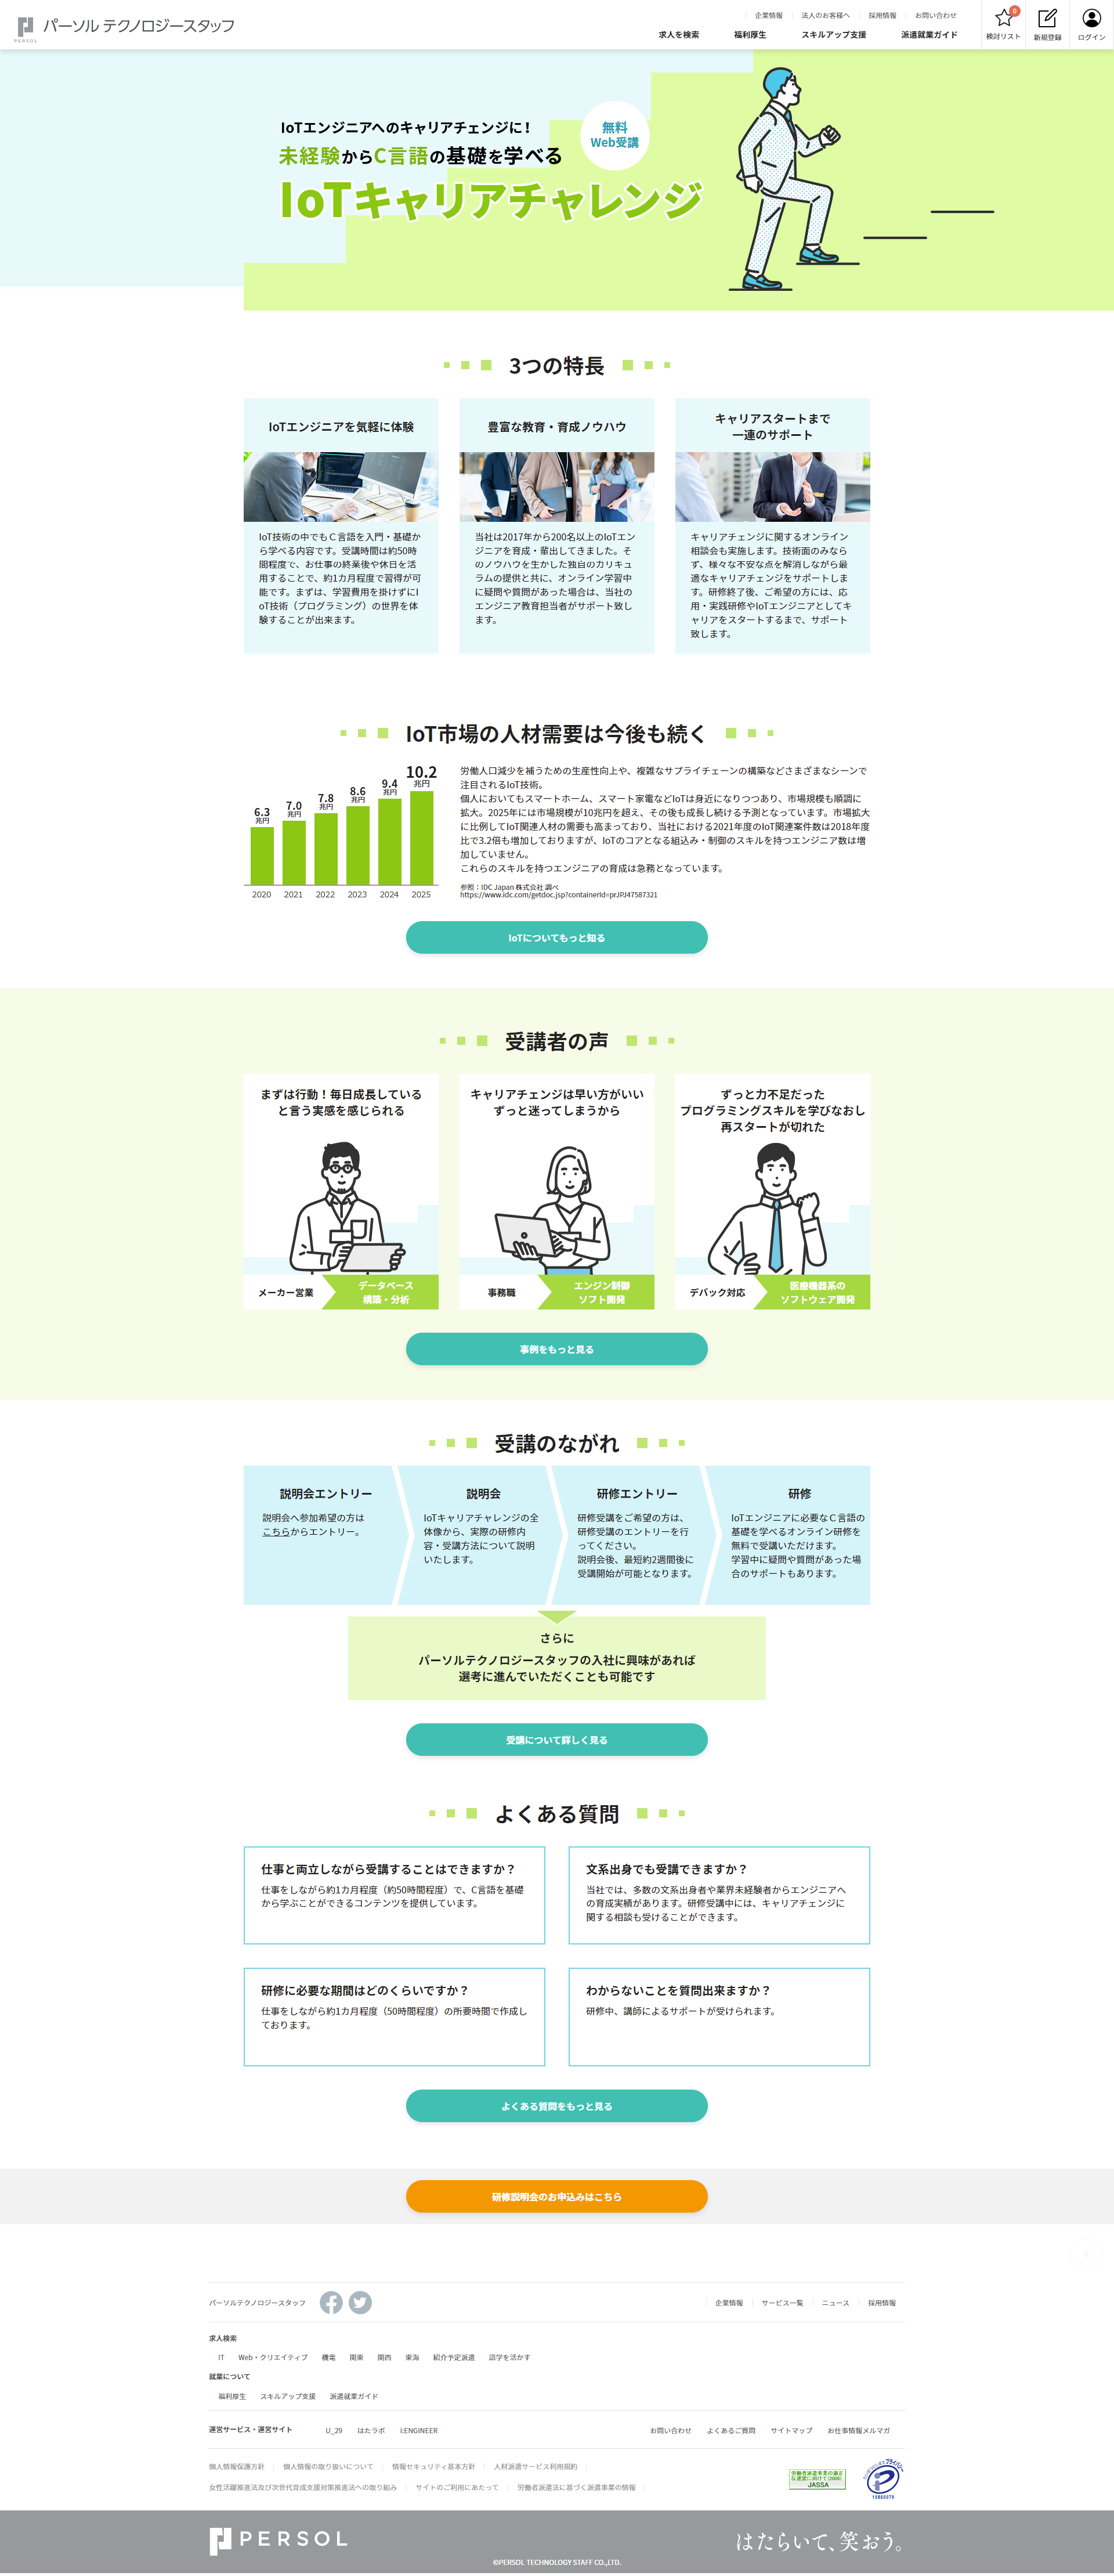 パーソル テクノロジースタッフ
PERSOL
企業情報
法人のお客様へ
採用情報
お問い合わせ
求人を検索
福利厚生
スキルアップ支援
派遣就業ガイド
0
検討リスト
新規登録
ログイン
IoTエンジニアへのキャリアチェンジに!
未経験からC言語の基礎を学べる
IoTキャリアチャレンジ
無料
Web受講
3つの特長
IoTエンジニアを気軽に体験
IoT技術の中でもＣ言語を入門・基礎か
ら学べる内容です。受講時間は約50時
間程度で、お仕事の終業後や休日を活
用することで、約1カ月程度で習得が可
能です。まずは、学習費用を掛けずにI
oT技術（プログラミング）の世界を体
験することが出来ます。
豊富な教育・育成ノウハウ
当社は2017年から200名以上のIoTエン
ジニアを育成・輩出してきました。そ
のノウハウを生かした独自のカリキュ
ラムの提供と共に、オンライン学習中
に疑問や質問があった場合は、当社の
エンジニア教育担当者がサポート致し
ます。
キャリアスタートまで
一連のサポート
キャリアチェンジに関するオンライン
相談会も実施します。技術面のみなら
ず、様々な不安な点を解消しながら最
適なキャリアチェンジをサポートしま
す。研修終了後、ご希望の方には、応
用・実践研修やIoTエンジニアとしてキ
ャリアをスタートするまで、サポート
致します。
IoT市場の人材需要は今後も続く
6.3
兆円
7.0
兆円
7.8
兆円
8.6
兆円
9.4
兆円
10.2
兆円
2020
2021
2022
2023
2024
2025
労働人口減少を補うための生産性向上や、複雑なサプライチェーンの構築などさまざまなシーンで
注目されるIoT技術。
個人においてもスマートホーム、スマート家電などIoTは身近になりつつあり、市場規模も順調に
拡大。2025年には市場規模が10兆円を超え、その後も成長し続ける予測となっています。市場拡大
に比例してIoT関連人材の需要も高まっており、当社における2021年度のIoT関連案件数は2018年度
比で3.2倍も増加しておりますが、IoTのコアとなる組込み・制御のスキルを持つエンジニア数は増
加していません。
これらのスキルを持つエンジニアの育成は急務となっています。
参照：IDC Japan 株式会社 調べ
https://www.idc.com/getdoc.jsp?containerId=prJPJ47587321
IoTについてもっと知る
受講者の声
まずは行動！毎日成長している
と言う実感を感じられる
メーカー営業
データベース
構築・分析
キャリアチェンジは早い方がいい
ずっと迷ってしまうから
事務職
エンジン制御
ソフト開発
ずっと力不足だった
プログラミングスキルを学びなおし
再スタートが切れた
デバック対応
医療機器系の
ソフトウェア開発
事例をもっと見る
受講のながれ
説明会エントリー
説明会へ参加希望の方は
こちらからエントリー。
説明会
IoTキャリアチャレンジの全
体像から、実際の研修内
容・受講方法について説明
いたします。
研修エントリー
研修受講をご希望の方は、
研修受講のエントリーを行
ってください。
説明会後、最短約2週間後に
受講開始が可能となります。
研修
IoTエンジニアに必要なＣ言語の
基礎を学べるオンライン研修を
無料で受講いただけます。
学習中に疑問や質問があった場
合のサポートもあります。
さらに
パーソルテクノロジースタッフの入社に興味があれば
選考に進んでいただくことも可能です
受講について詳しく見る
よくある質問
仕事と両立しながら受講することはできますか？
仕事をしながら約1カ月程度（約50時間程度）で、C言語を基礎
から学ぶことができるコンテンツを提供しています。
文系出身でも受講できますか？
当社では、多数の文系出身者や業界未経験者からエンジニアへ
の育成実績があります。研修受講中には、キャリアチェンジに
関する相談も受けることができます。
研修に必要な期間はどのくらいですか？
仕事をしながら約1カ月程度（50時間程度）の所要時間で作成し
ております。
わからないことを質問出来ますか？
研修中、講師によるサポートが受けられます。
よくある質問をもっと見る
研修説明会のお申込みはこちら
パーソルテクノロジースタッフ
企業情報
サービス一覧
ニュース
採用情報
求人検索
IT
Web・クリエイティブ
機電
関東
関西
東海
紹介予定派遣
語学を活かす
就業について
福利厚生
スキルアップ支援
派遣就業ガイド
運営サービス・運営サイト
U_29
はたラボ
i:ENGINEER
お問い合わせ
よくあるご質問
サイトマップ
お仕事情報メルマガ
個人情報保護方針
個人情報の取り扱いについて
情報セキュリティ基本方針
人材派遣サービス利用規約
女性活躍推進法及び次世代育成支援対策推進法への取り組み
サイトのご利用にあたって
労働者派遣法に基づく派遣事業の情報
労働者派遣事業の適正
な運営に向けて(2008)
JASSA
プライバシー
10860079
PERSOL
はたらいて、笑おう。
©PERSOL TECHNOLOGY STAFF CO.,LTD.